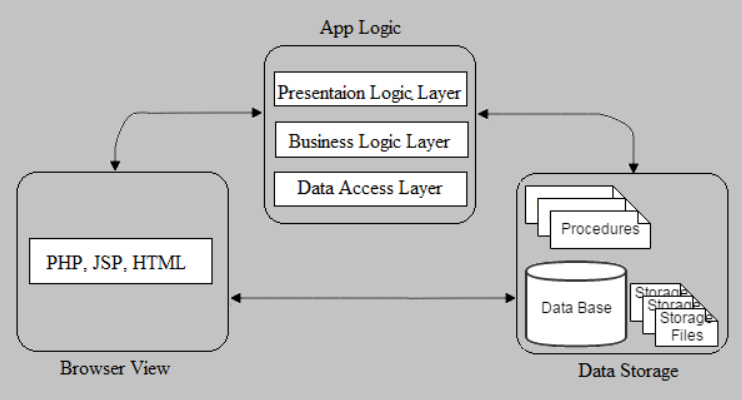 App Logic
Presentaion Logic Layer
Business Logic Layer
Data Access Layer
PHP, JSP, HTML
Browser View
Procedures
Data Base
Storage
Storage
Storage
Files
Data Storage